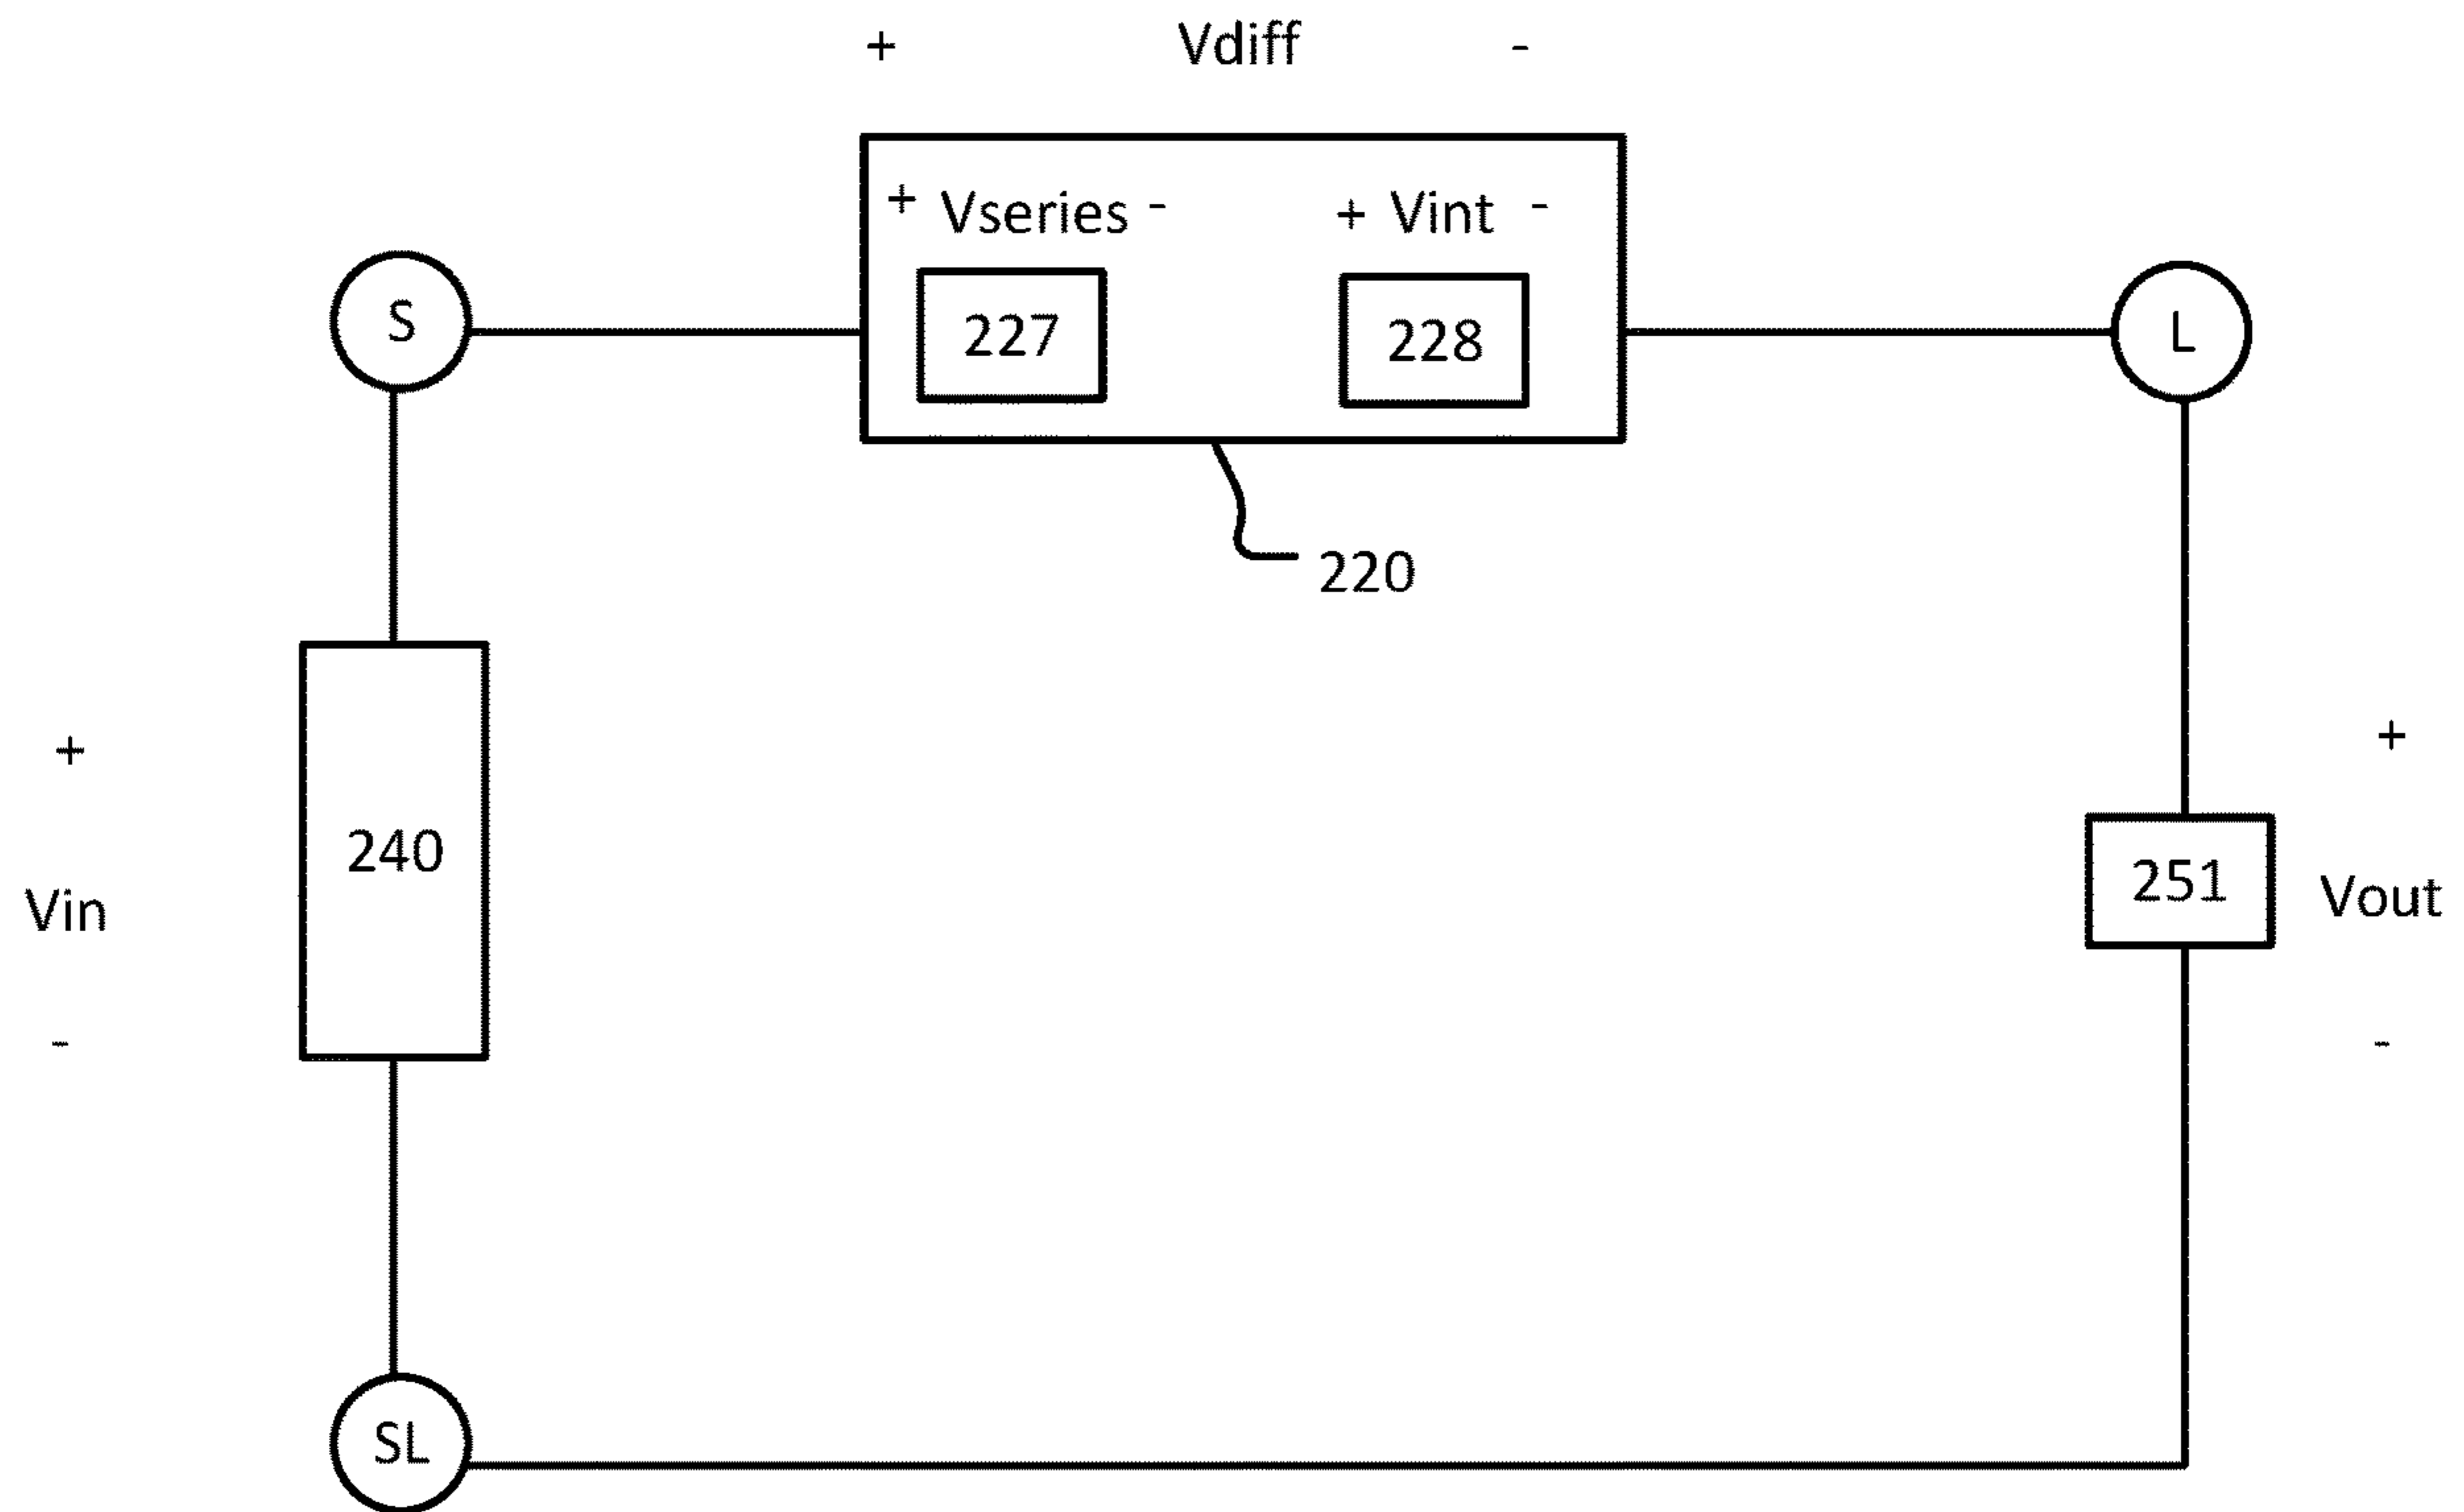 + Vdiff -
+ Vseries - + Vint -
227 228
S L
220
+ +
240 251
Vin Vout
- -
SL